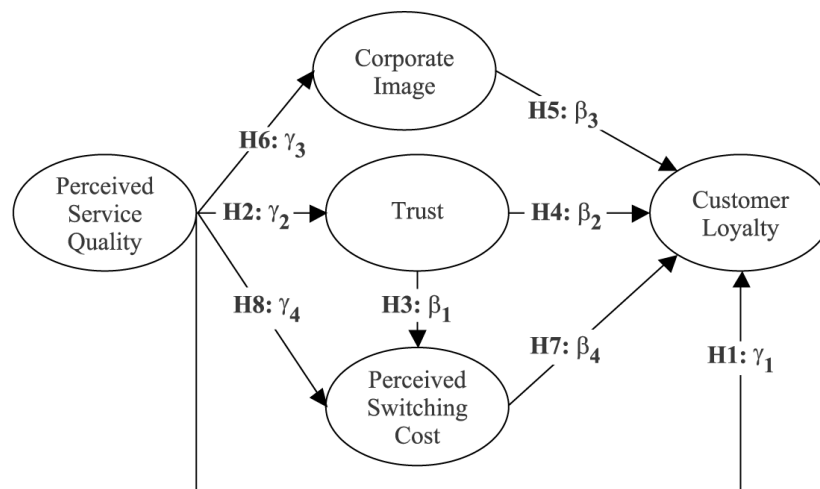 Corporate
Image
H6: γ3
H5: β3
Perceived
Service
Quality
H2: γ2
Trust
H4: β2
Customer
Loyalty
H8: γ4
H3: β1
H7: β4
H1: γ1
Perceived
Switching
Cost